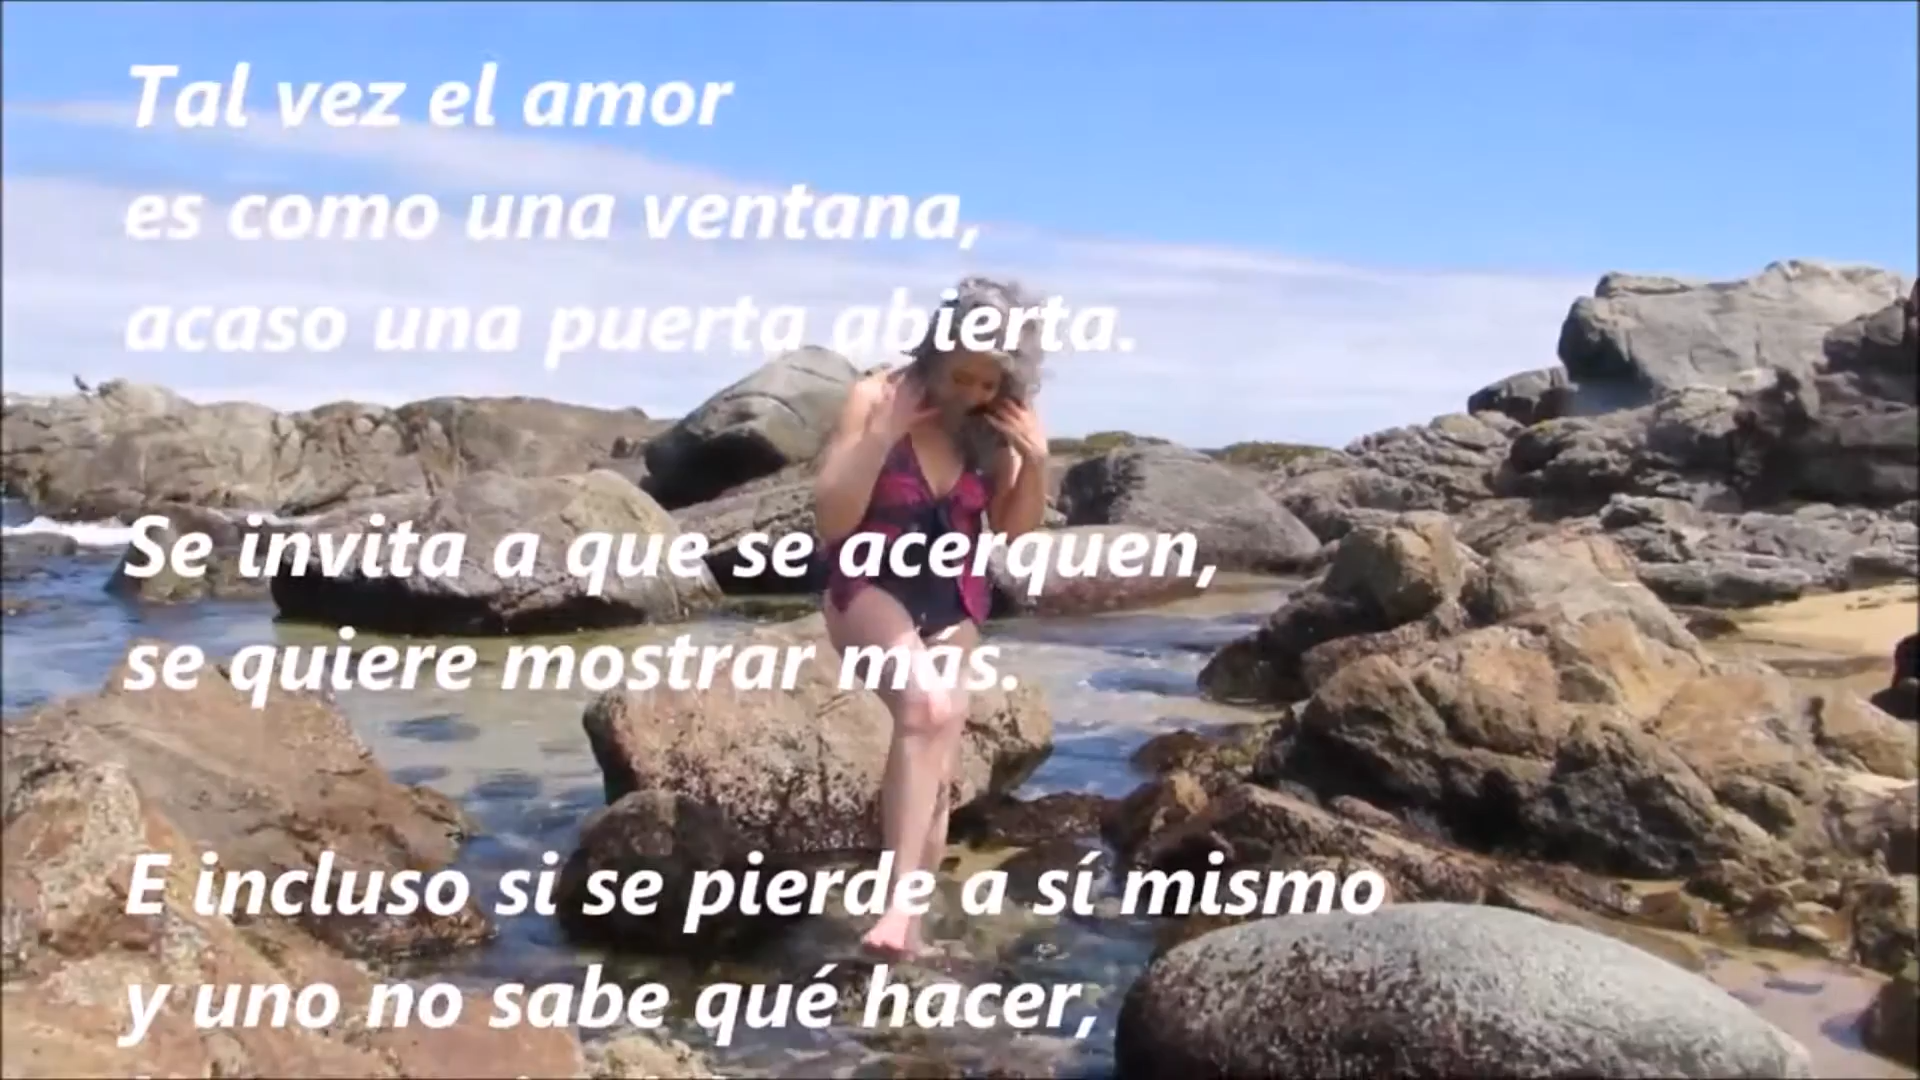 Tal vez el amor
es como una ventana,
acaso una puerta abierta.
Se invita a que se acerquen,
se quiere mostrar más.
E incluso si se pierde a sí mismo
y uno no sabe qué hacer,